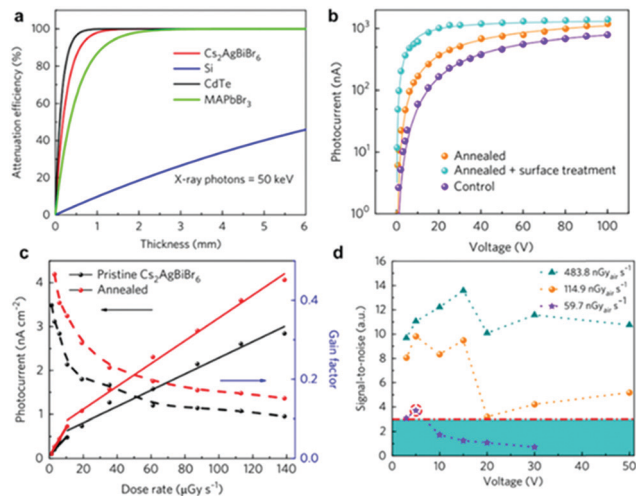 a
100
80
60
40
20
0
Attenuation efficiency (%)
Cs2AgBiBr6
Si
CdTe
MAPbBr3
X-ray photons = 50 keV
0 1 2 3 4 5 6
Thickness (mm)
b
10³
10²
10¹
10⁰
Photocurrent (nA)
Annealed
Annealed + surface treatment
Control
0 20 40 60 80 100
Voltage (V)
c
4
3
2
1
0
Photocurrent (nA cm⁻²)
Pristine Cs2AgBiBr6
Annealed
0.4
0.2
0.0
Gain factor
0 20 40 60 80 100 120 140
Dose rate (μGy s⁻¹)
d
16
14
12
10
8
6
4
2
0
Signal-to-noise (a.u.)
483.8 nGyair s⁻¹
114.9 nGyair s⁻¹
59.7 nGyair s⁻¹
0 10 20 30 40 50
Voltage (V)